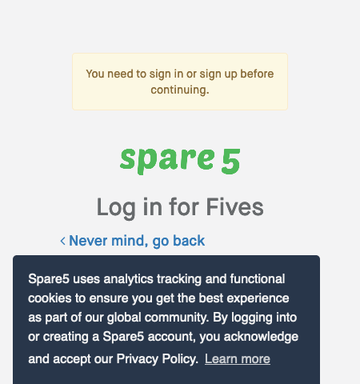 You need to sign in or sign up before
continuing.
spare5
Log in for Fives
< Never mind, go back
Spare5 uses analytics tracking and functional
cookies to ensure you get the best experience
as part of our global community. By logging into
or creating a Spare5 account, you acknowledge
and accept our Privacy Policy. Learn more